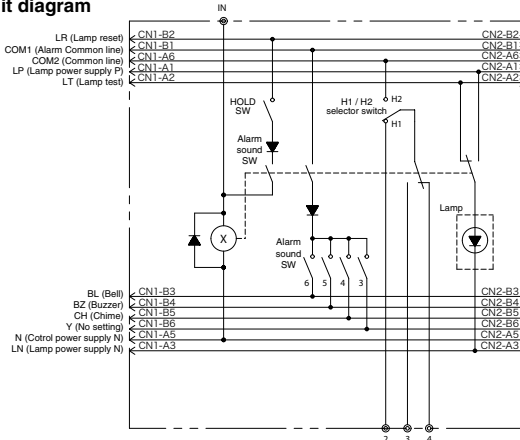 it diagram
IN
LR (Lamp reset) CN1-B2 CN2-B2
COM1 (Alarm Common line) CN1-B1 CN2-B1
COM2 (Common line) CN1-A6 CN2-A6
LP (Lamp power supply P) CN1-A1 CN2-A1
LT (Lamp test) CN1-A2 CN2-A2
HOLD
SW
H1 / H2
selector switch
H2
H1
Alarm
sound
SW
Lamp
X
Alarm
sound
SW
6 5 4 3
BL (Bell) CN1-B3 CN2-B3
BZ (Buzzer) CN1-B4 CN2-B4
CH (Chime) CN1-B5 CN2-B5
Y (No setting) CN1-B6 CN2-B6
N (Cotrol power supply N) CN1-A5 CN2-A5
LN (Lamp power supply N) CN1-A3 CN2-A3
2 3 4